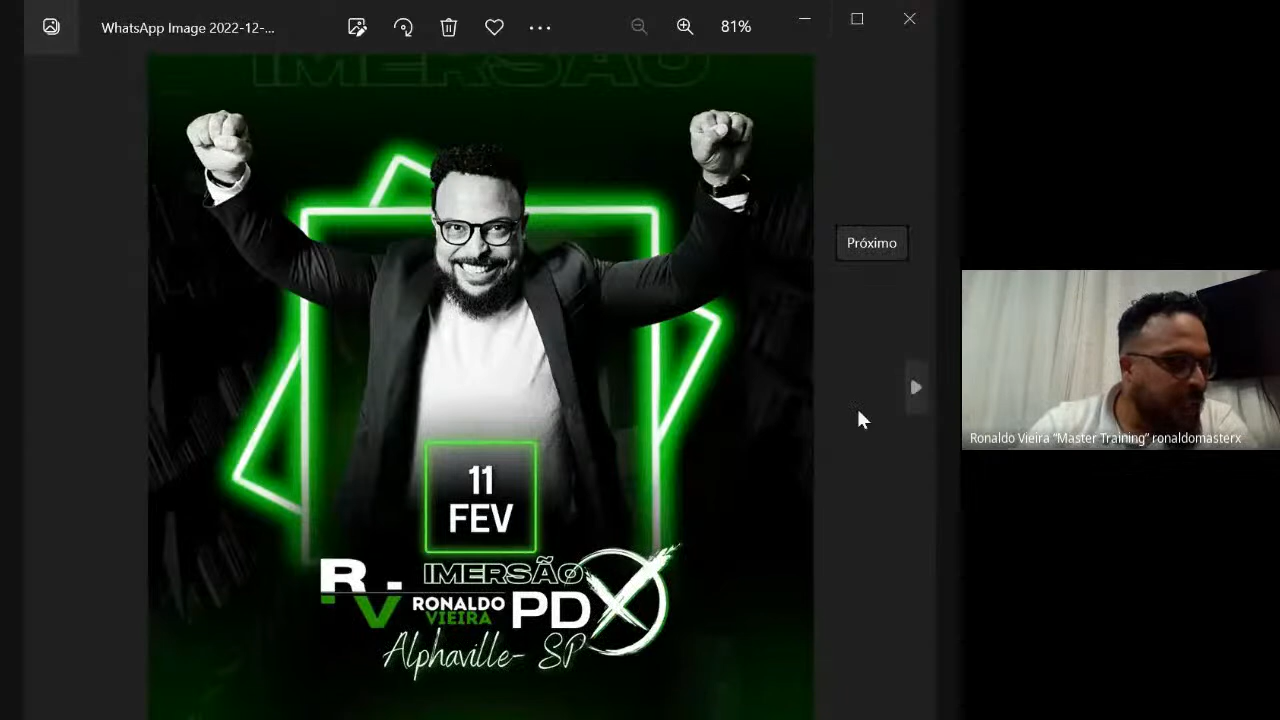 WhatsApp Image 2022-12-...
81%
IMERSÃO
Próximo
11
FEV
R.V
IMERSÃO
RONALDO
VIEIRA
PDX
Alphaville- SP
Ronaldo Vieira “Master Training” ronaldomasterx